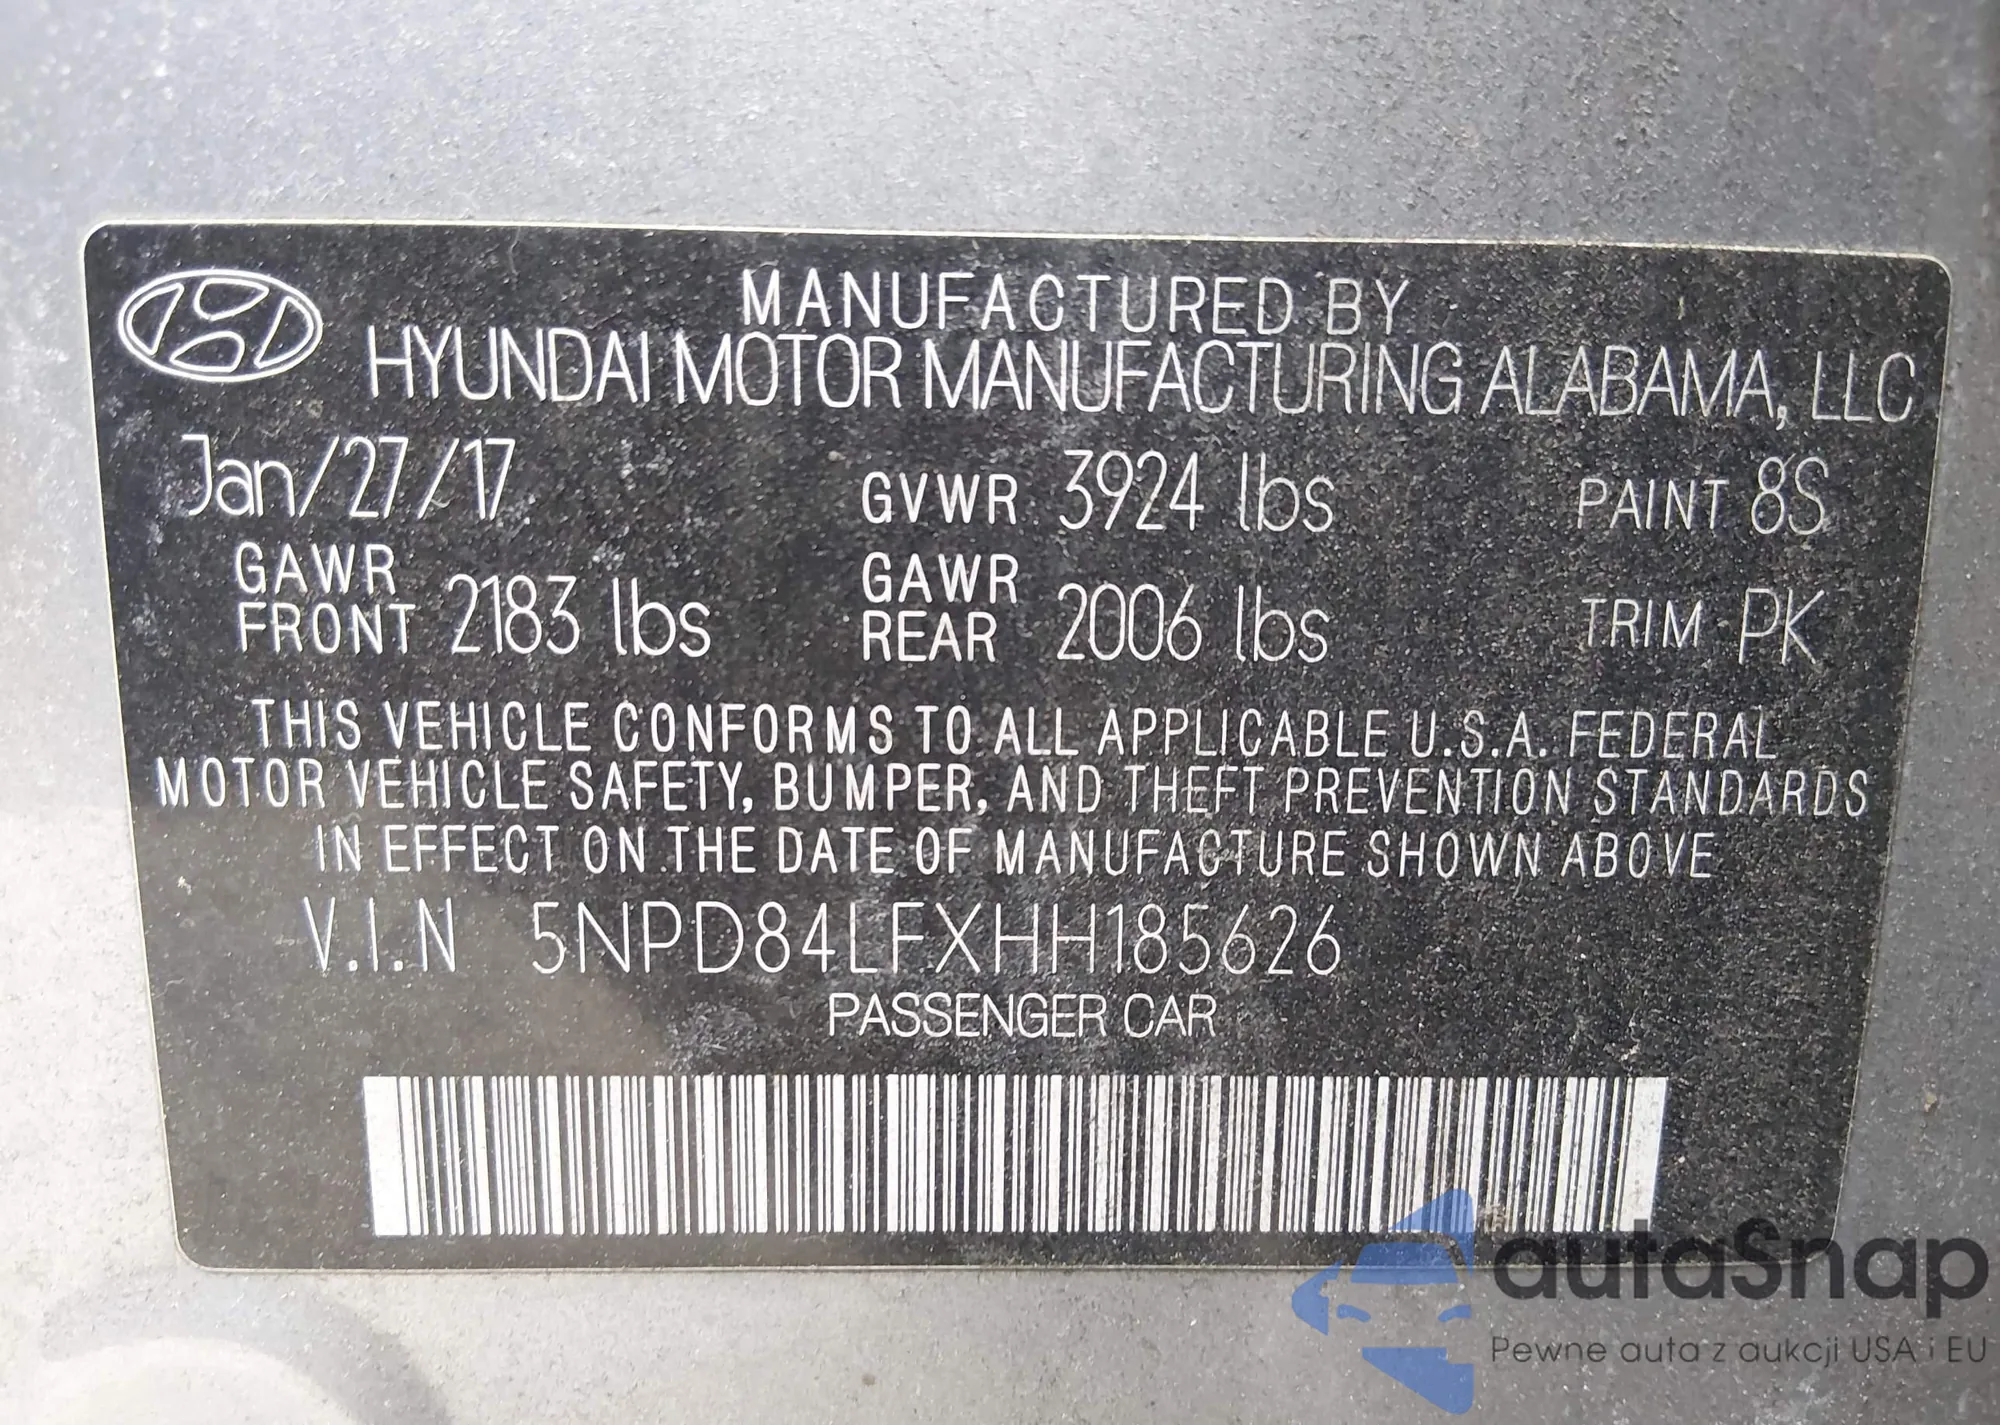 MANUFACTURED BY
HYUNDAI MOTOR MANUFACTURING ALABAMA, LLC
Jan/27/17 GVWR 3924 lbs PAINT 8S
GAWR FRONT 2183 lbs GAWR REAR 2006 lbs TRIM PK
THIS VEHICLE CONFORMS TO ALL APPLICABLE U.S.A. FEDERAL
MOTOR VEHICLE SAFETY, BUMPER, AND THEFT PREVENTION STANDARDS
IN EFFECT ON THE DATE OF MANUFACTURE SHOWN ABOVE
V.I.N 5NPD84LFXHH185626
PASSENGER CAR
autaSnap
Pewne auta z aukcji USA i EU